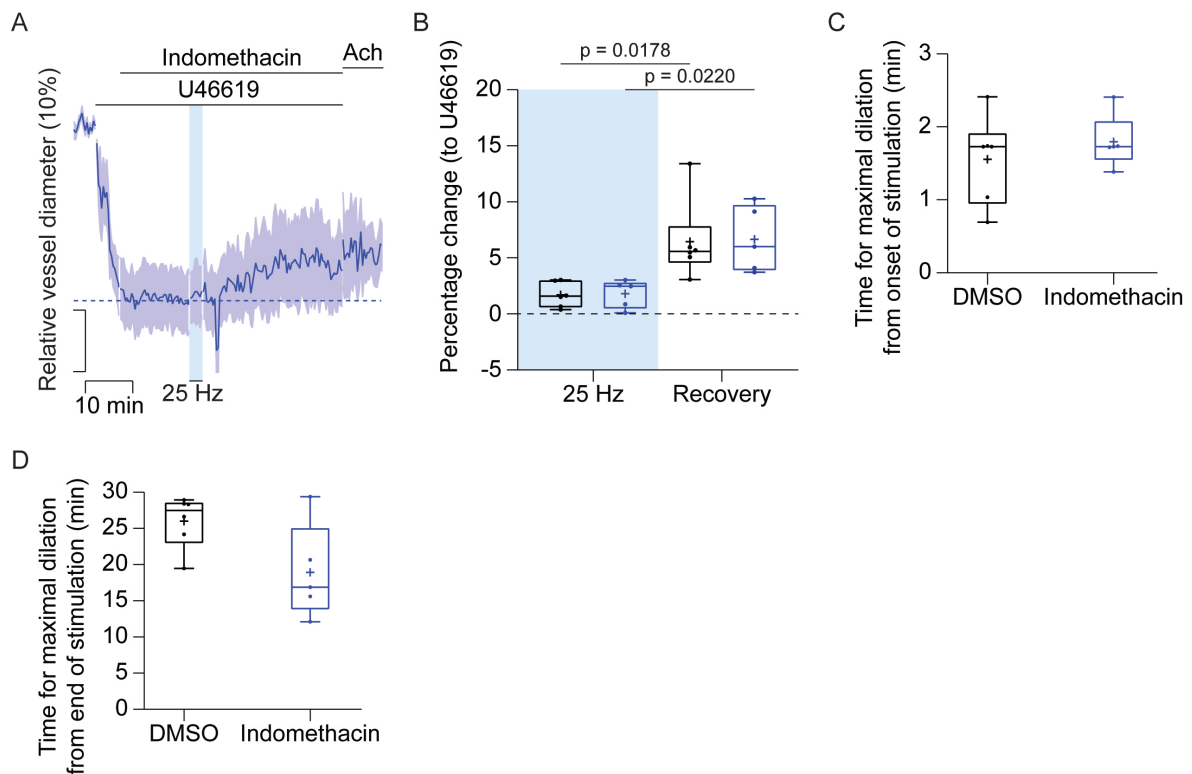 A
Indomethacin
Ach
U46619
Relative vessel diameter (10%)
10 min
25 Hz
B
p = 0.0178
p = 0.0220
Percentage change (to U46619)
20
15
10
5
0
-5
25 Hz
Recovery
C
Time for maximal dilation
from onset of stimulation (min)
3
2
1
0
DMSO
Indomethacin
D
Time for maximal dilation
from end of stimulation (min)
30
25
20
15
10
5
0
DMSO
Indomethacin